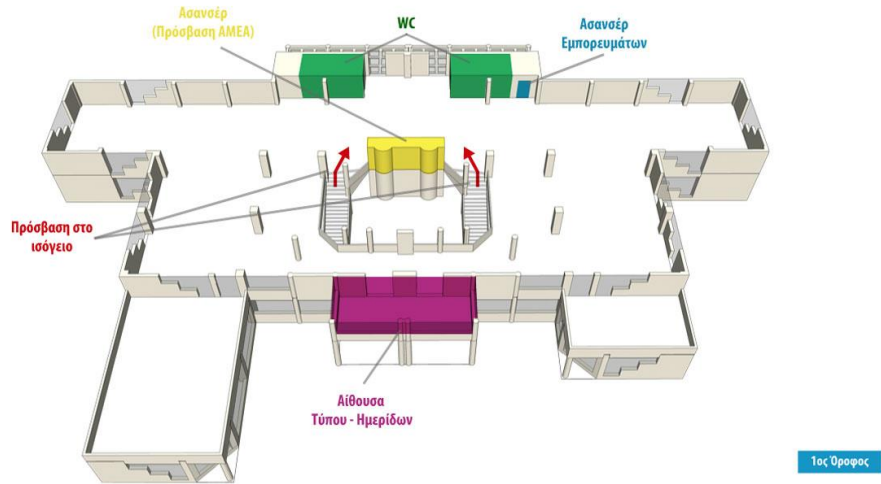 Ασανσέρ
(Πρόσβαση ΑΜΕΑ)
WC
Ασανσέρ
Εμπορευμάτων
Πρόσβαση στο
ισόγειο
Αίθουσα
Τύπου - Ημερίδων
1ος Όροφος